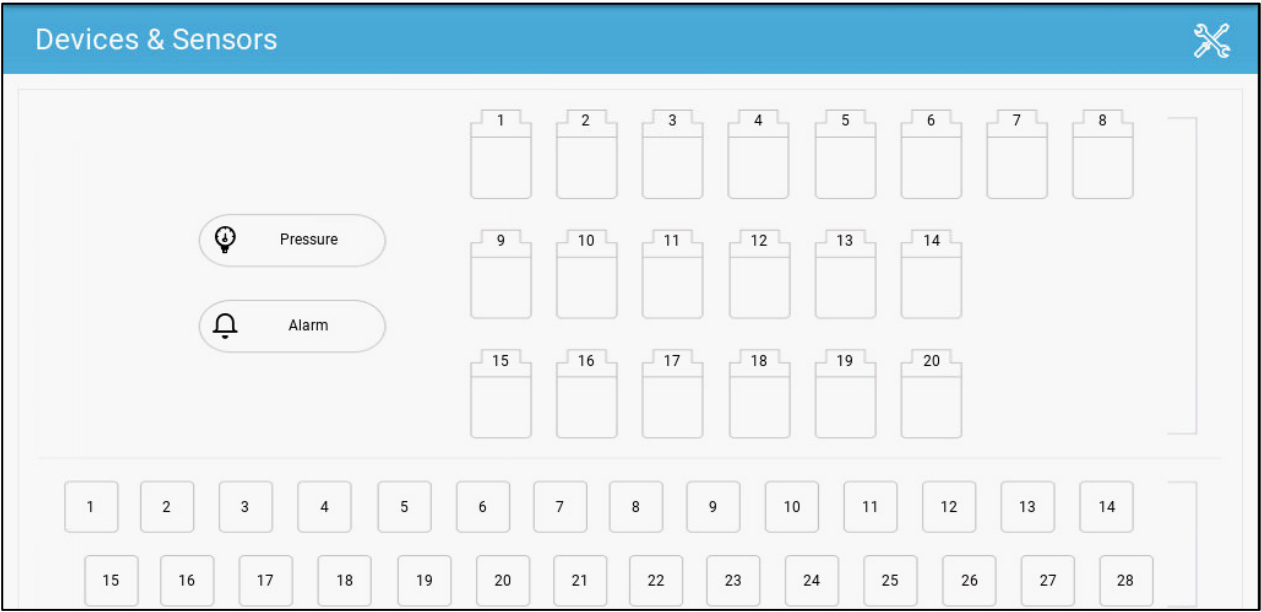 Devices & Sensors
1 2 3 4 5 6 7 8
Pressure
9 10 11 12 13 14
Alarm
15 16 17 18 19 20
1 2 3 4 5 6 7 8 9 10 11 12 13 14
15 16 17 18 19 20 21 22 23 24 25 26 27 28